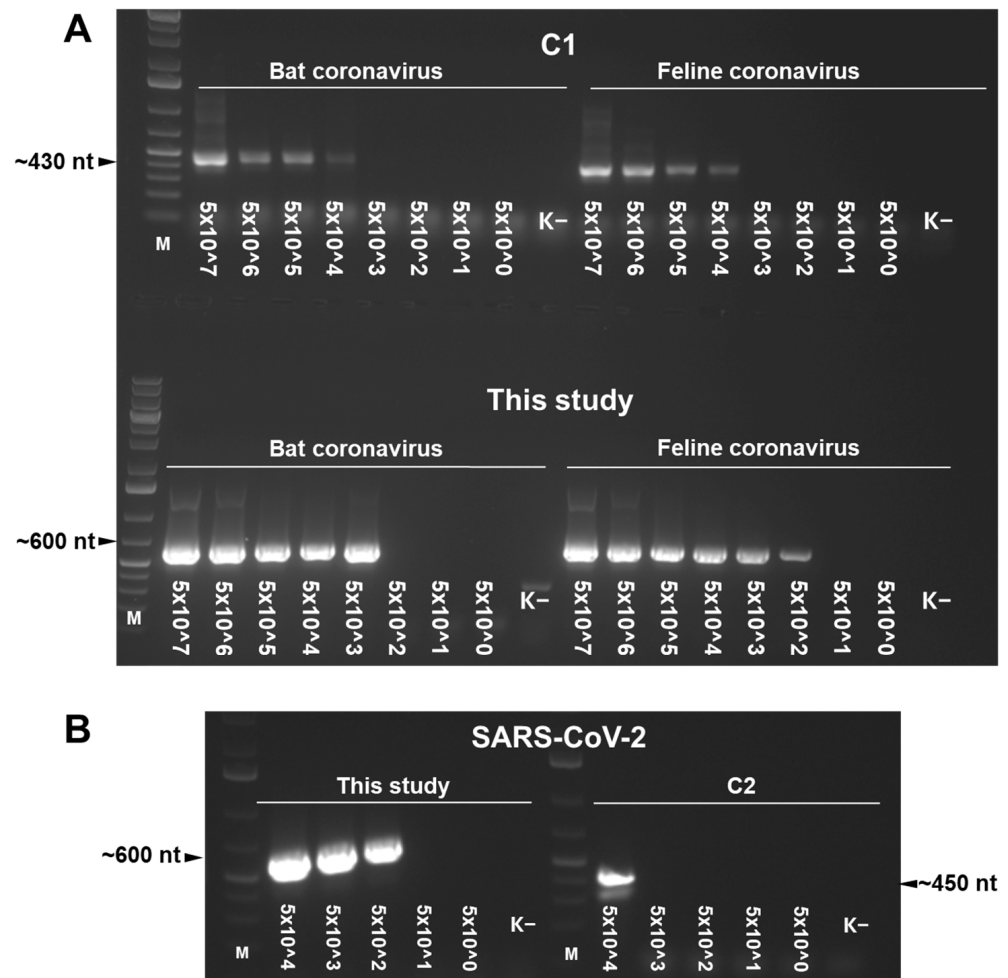 A
C1
Bat coronavirus
Feline coronavirus
~430 nt
M
5x10^7
5x10^6
5x10^5
5x10^4
5x10^3
5x10^2
5x10^1
5x10^0
K−
5x10^7
5x10^6
5x10^5
5x10^4
5x10^3
5x10^2
5x10^1
5x10^0
K−
This study
Bat coronavirus
Feline coronavirus
~600 nt
M
5x10^7
5x10^6
5x10^5
5x10^4
5x10^3
5x10^2
5x10^1
5x10^0
K−
5x10^7
5x10^6
5x10^5
5x10^4
5x10^3
5x10^2
5x10^1
5x10^0
K−
B
SARS-CoV-2
This study
C2
~600 nt
~450 nt
M
5x10^4
5x10^3
5x10^2
5x10^1
5x10^0
K−
M
5x10^4
5x10^3
5x10^2
5x10^1
5x10^0
K−